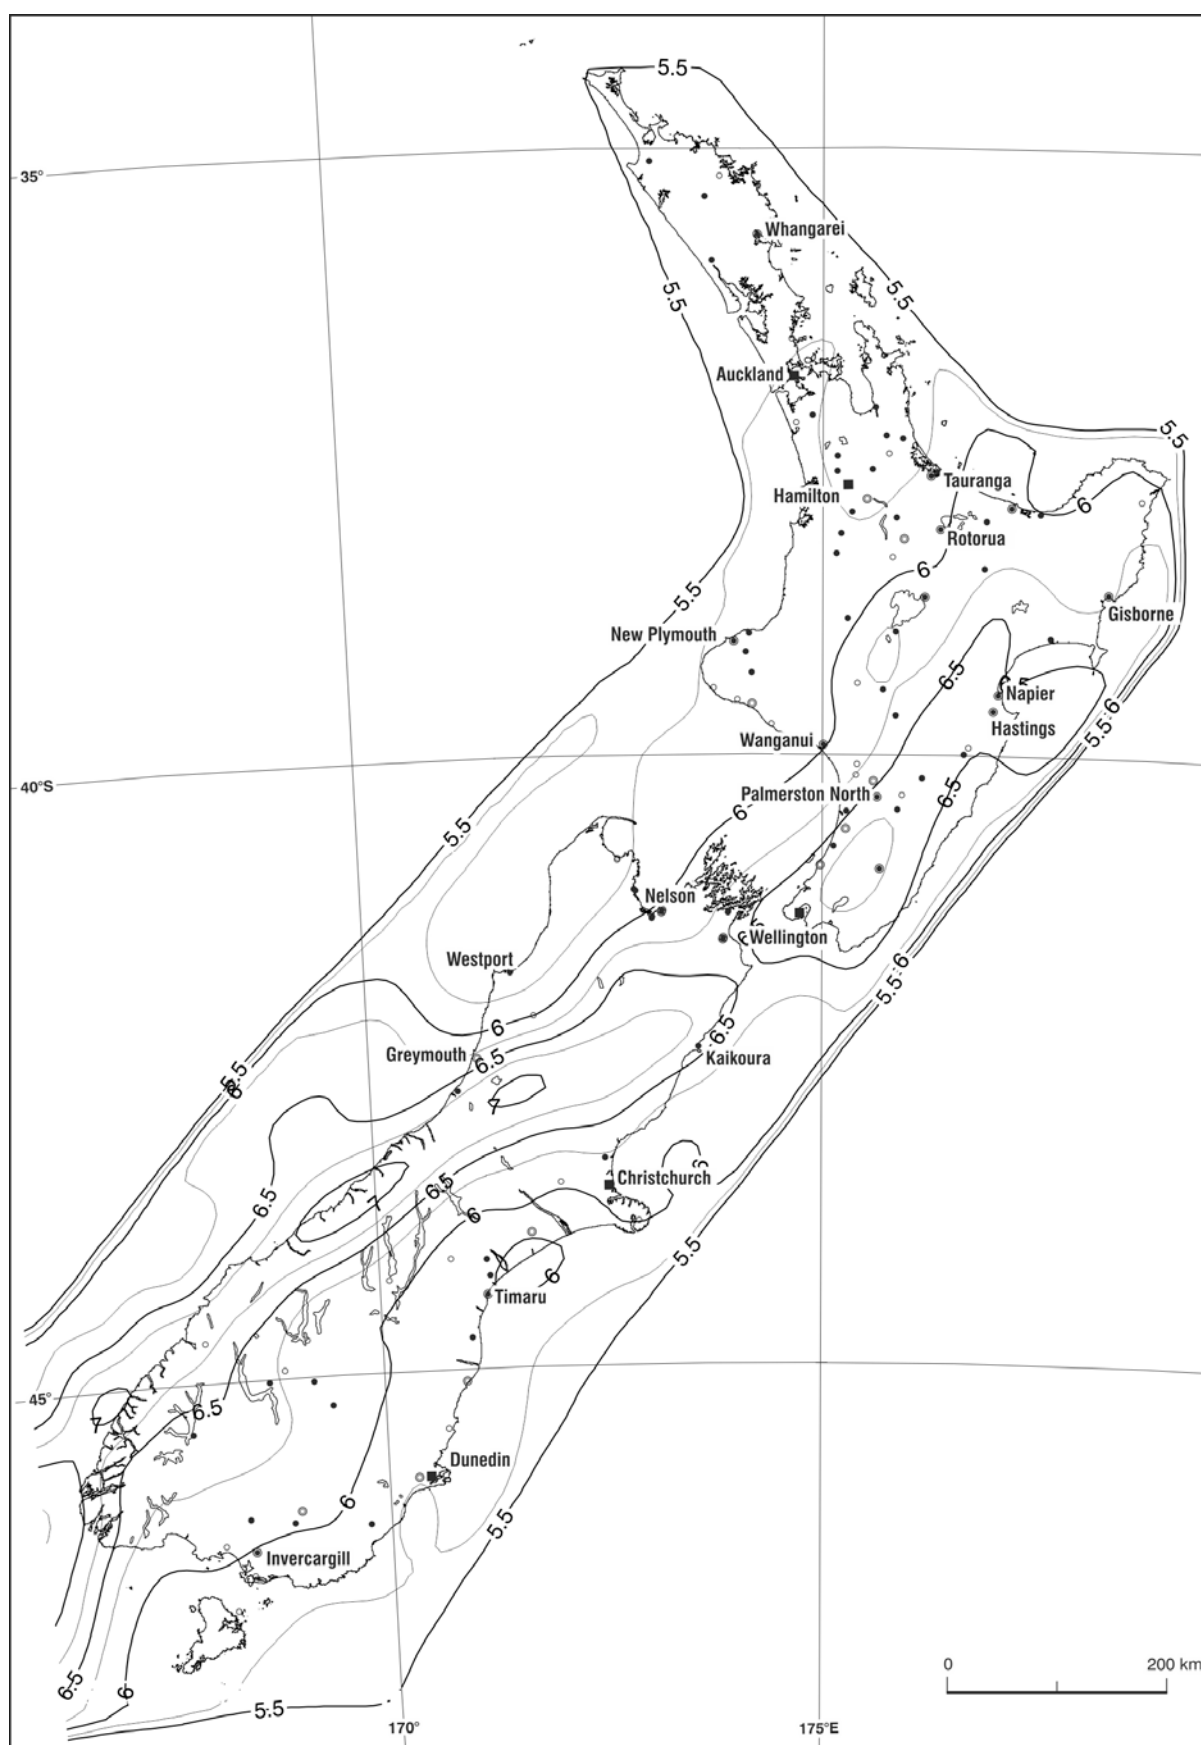 5.5
35°
Whangarei
5.5
5.5
Auckland
5.5
Tauranga
Hamilton
6
Rotorua
6
5.5
Gisborne
New Plymouth
6.5
Napier
6
Hastings
5.5
Wanganui
40°S
6.5
Palmerston North
6
5.5
Nelson
6
Wellington
Westport
6
5.5
6
6.5
Greymouth
6.5
Kaikoura
5.5
6
7
6
Christchurch
6.5
6.5
7
6
5.5
6
Timaru
45°
7
6.5
Dunedin
6
5.5
Invercargill
0
200 km
6.5
6
5.5
170°
175°E